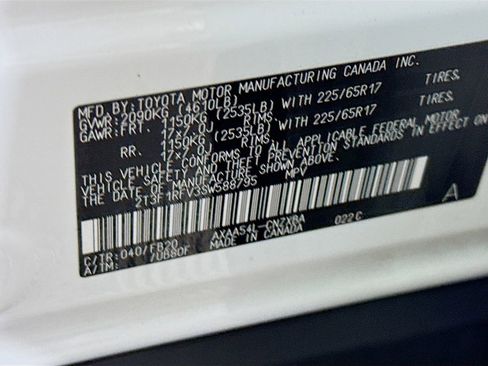 MFD.BY:TOYOTA MOTOR MANUFACTURING CANADA INC.
GVWR:2090KG (4610LB)
GAWR:FRT. 1150KG (2535LB) WITH 225/65R17 TIRES.
17x7.0J RIMS.
RR. 1150KG (2535LB) WITH 225/65R17 TIRES.
17x7.0J RIMS.
THIS VEHICLE CONFORMS TO ALL APPLICABLE FEDERAL MOTOR
VEHICLE SAFETY AND THEFT PREVENTION STANDARDS IN EFFECT ON
THE DATE OF MANUFACTURE SHOWN ABOVE.
2T3F1RFV3SW588795 MPV
A
C/TR:040/FB20 AXAA54L-CNZXBA 022C
A/TM: /UB80F MADE IN CANADA